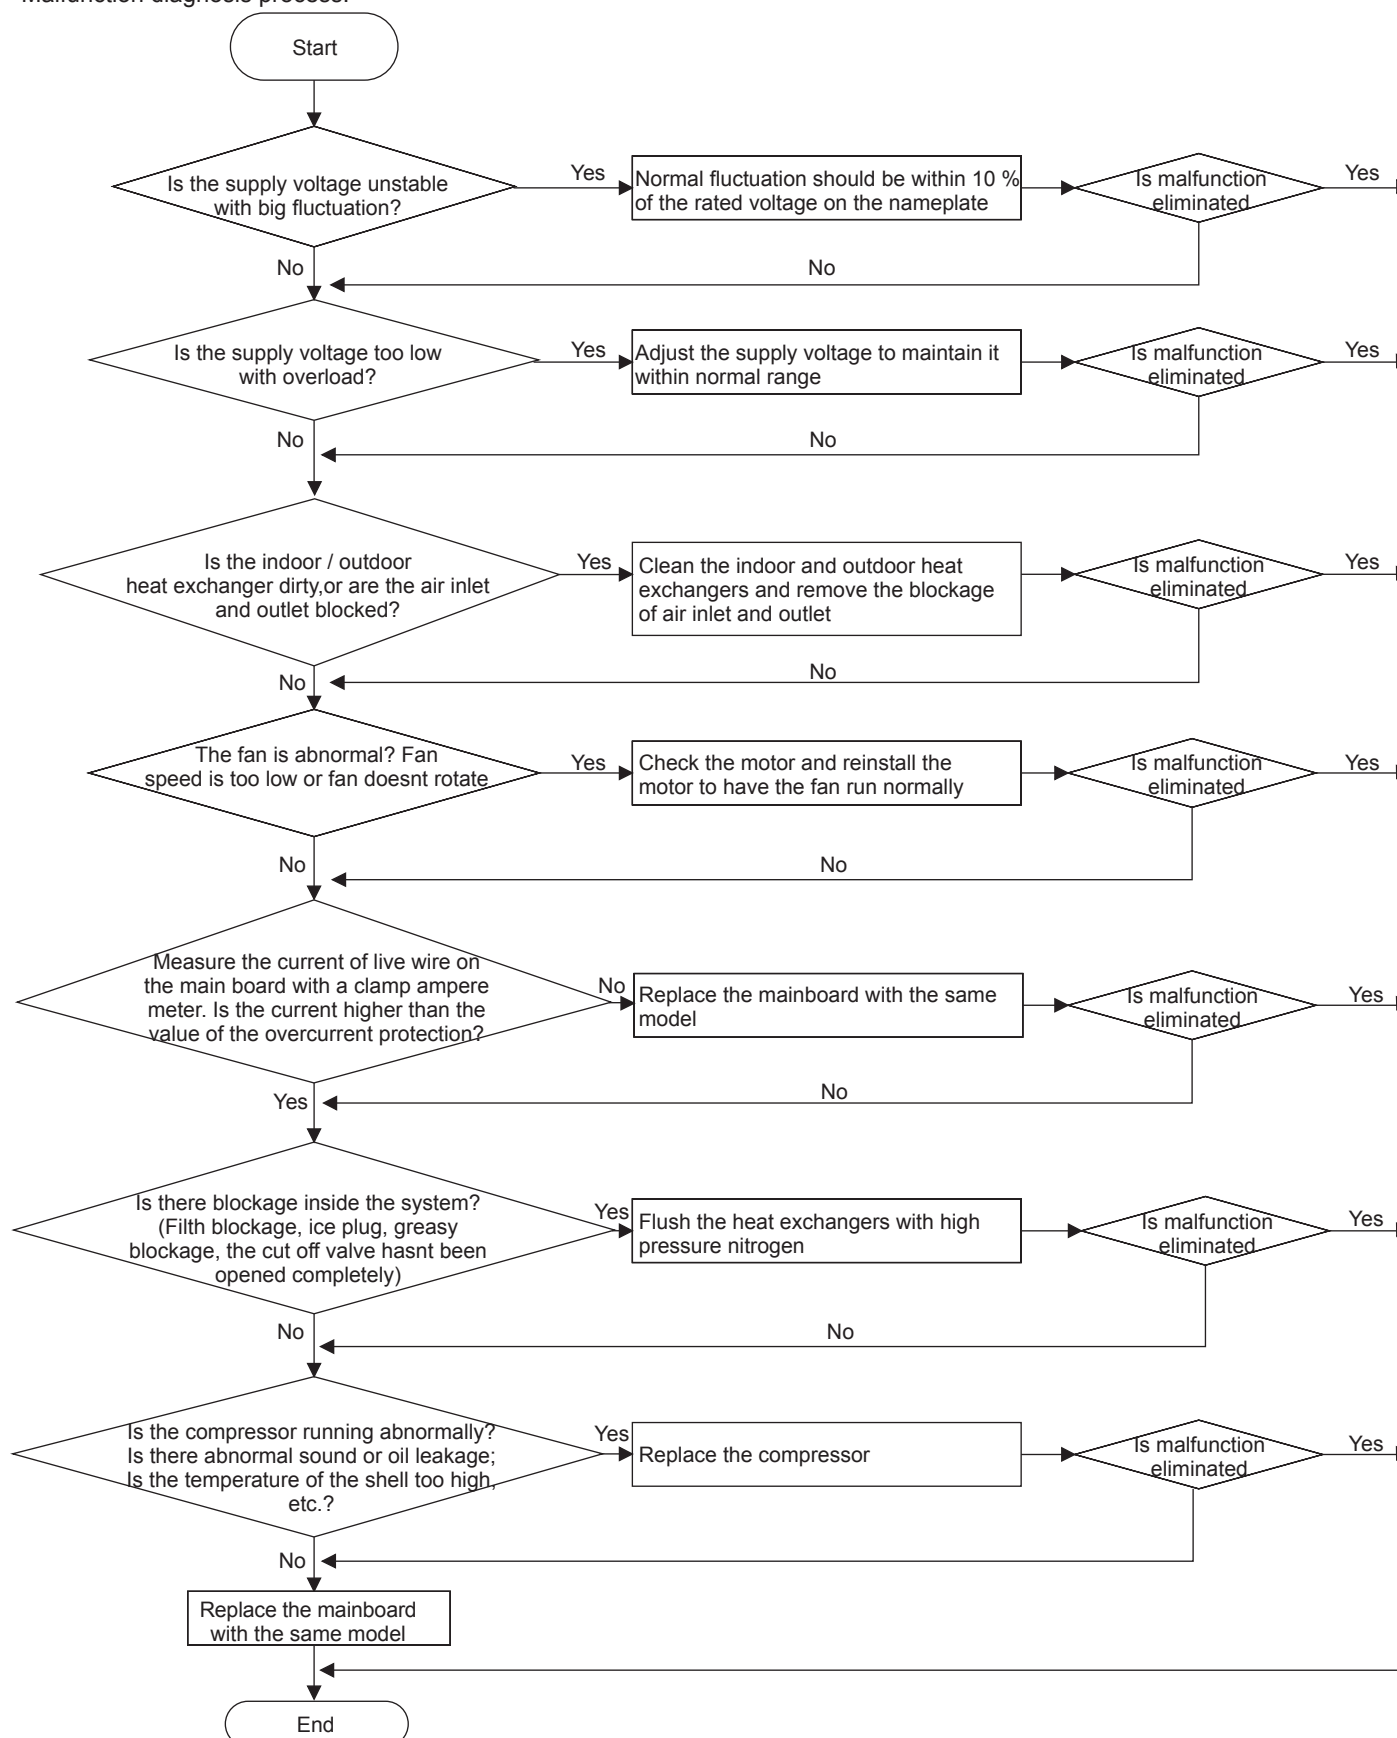 Malfunction diagnosis process:
Start
Is the supply voltage unstable
with big fluctuation?
Yes
Normal fluctuation should be within 10 %
of the rated voltage on the nameplate
Is malfunction
eliminated
Yes
No
No
Is the supply voltage too low
with overload?
Yes
Adjust the supply voltage to maintain it
within normal range
Is malfunction
eliminated
Yes
No
No
Is the indoor / outdoor
heat exchanger dirty,or are the air inlet
and outlet blocked?
Yes
Clean the indoor and outdoor heat
exchangers and remove the blockage
of air inlet and outlet
Is malfunction
eliminated
Yes
No
No
The fan is abnormal? Fan
speed is too low or fan doesnt rotate
Yes
Check the motor and reinstall the
motor to have the fan run normally
Is malfunction
eliminated
Yes
No
No
Measure the current of live wire on
the main board with a clamp ampere
meter. Is the current higher than the
value of the overcurrent protection?
No
Replace the mainboard with the same
model
Is malfunction
eliminated
Yes
Yes
No
Is there blockage inside the system?
(Filth blockage, ice plug, greasy
blockage, the cut off valve hasnt been
opened completely)
Yes
Flush the heat exchangers with high
pressure nitrogen
Is malfunction
eliminated
Yes
No
No
Is the compressor running abnormally?
Is there abnormal sound or oil leakage;
Is the temperature of the shell too high,
etc.?
Yes
Replace the compressor
Is malfunction
eliminated
Yes
No
Replace the mainboard
with the same model
End